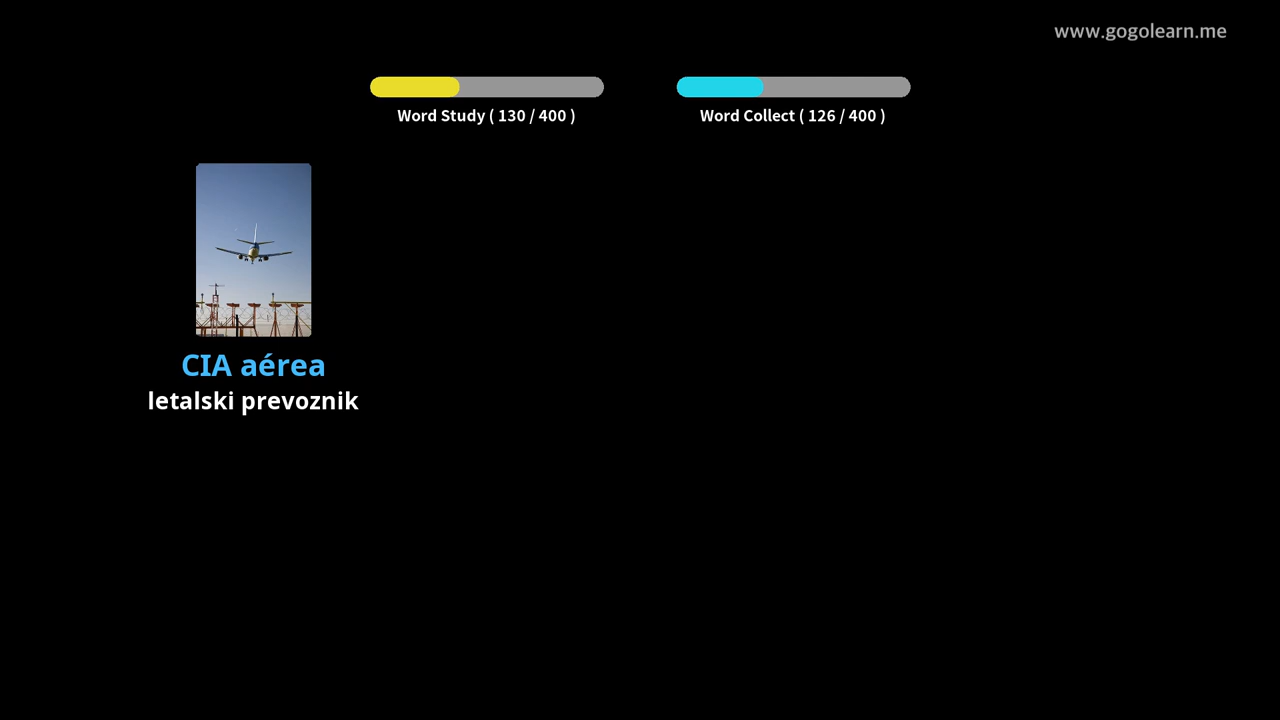 www.gogolearn.me
Word Study ( 130 / 400 )
Word Collect ( 126 / 400 )
CIA aérea
letalski prevoznik